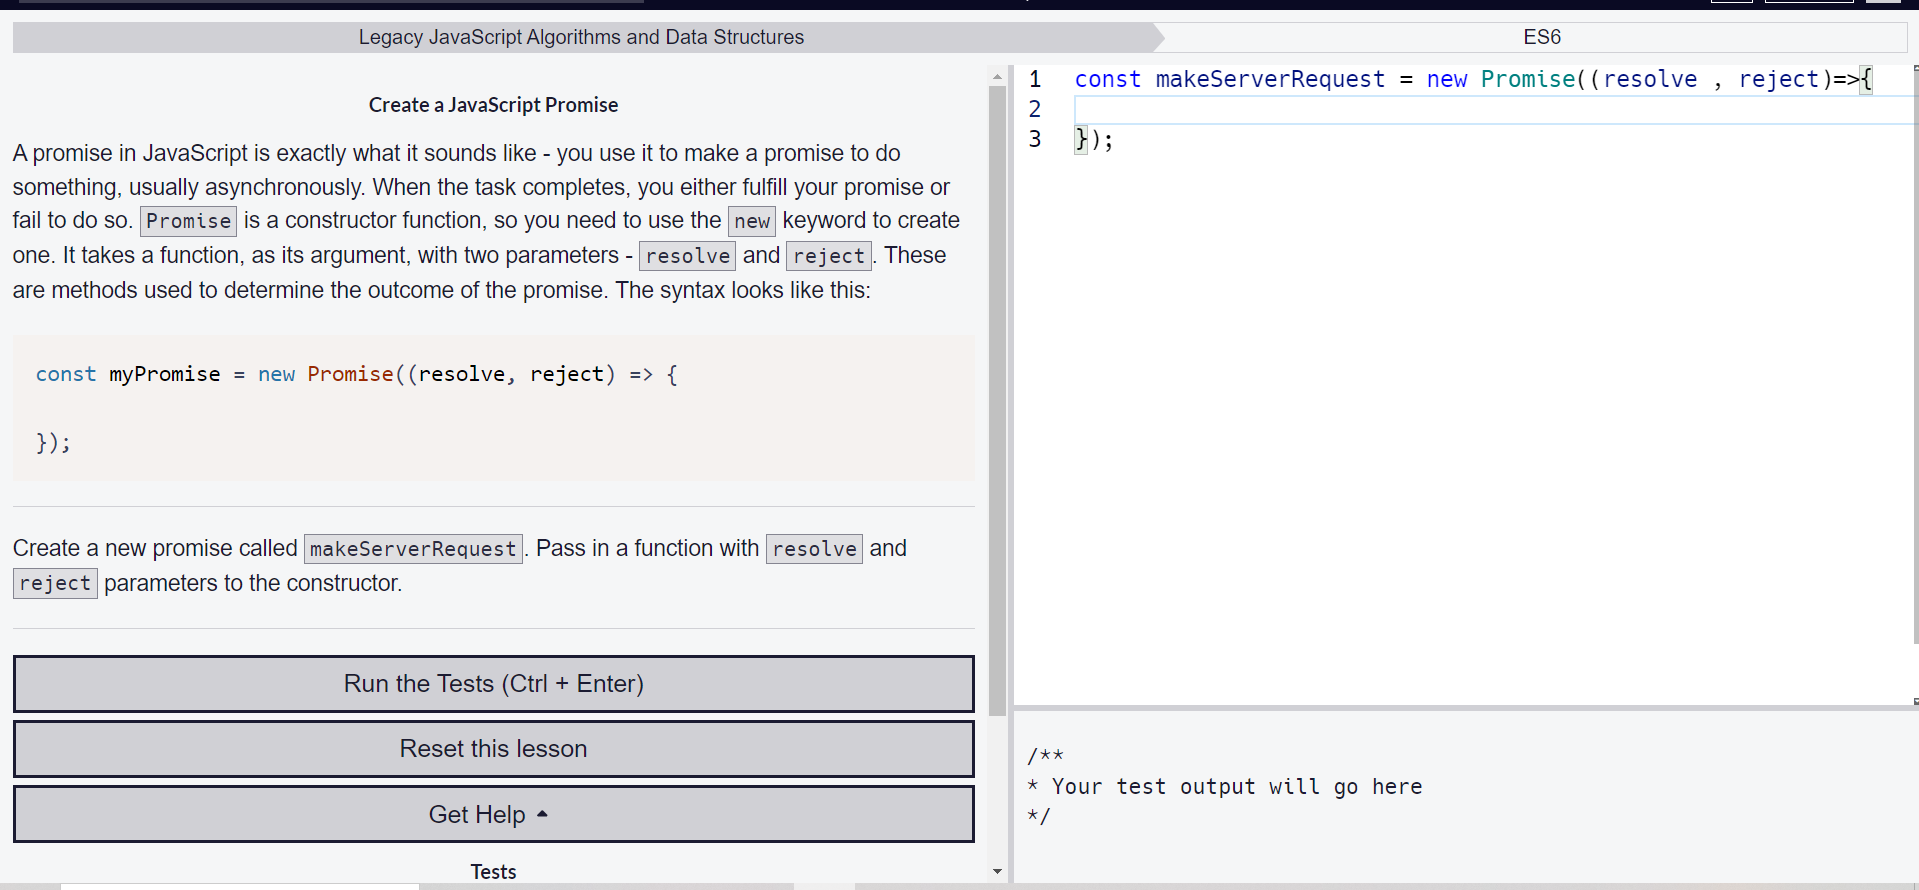 Legacy JavaScript Algorithms and Data Structures
ES6
Create a JavaScript Promise
A promise in JavaScript is exactly what it sounds like - you use it to make a promise to do
something, usually asynchronously. When the task completes, you either fulfill your promise or
fail to do so. Promise is a constructor function, so you need to use the new keyword to create
one. It takes a function, as its argument, with two parameters - resolve and reject. These
are methods used to determine the outcome of the promise. The syntax looks like this:
const myPromise = new Promise((resolve, reject) => {
});
Create a new promise called makeServerRequest. Pass in a function with resolve and
reject parameters to the constructor.
Run the Tests (Ctrl + Enter)
Reset this lesson
Get Help
Tests
1 const makeServerRequest = new Promise((resolve , reject)=>{
2
3 });
/**
* Your test output will go here
*/